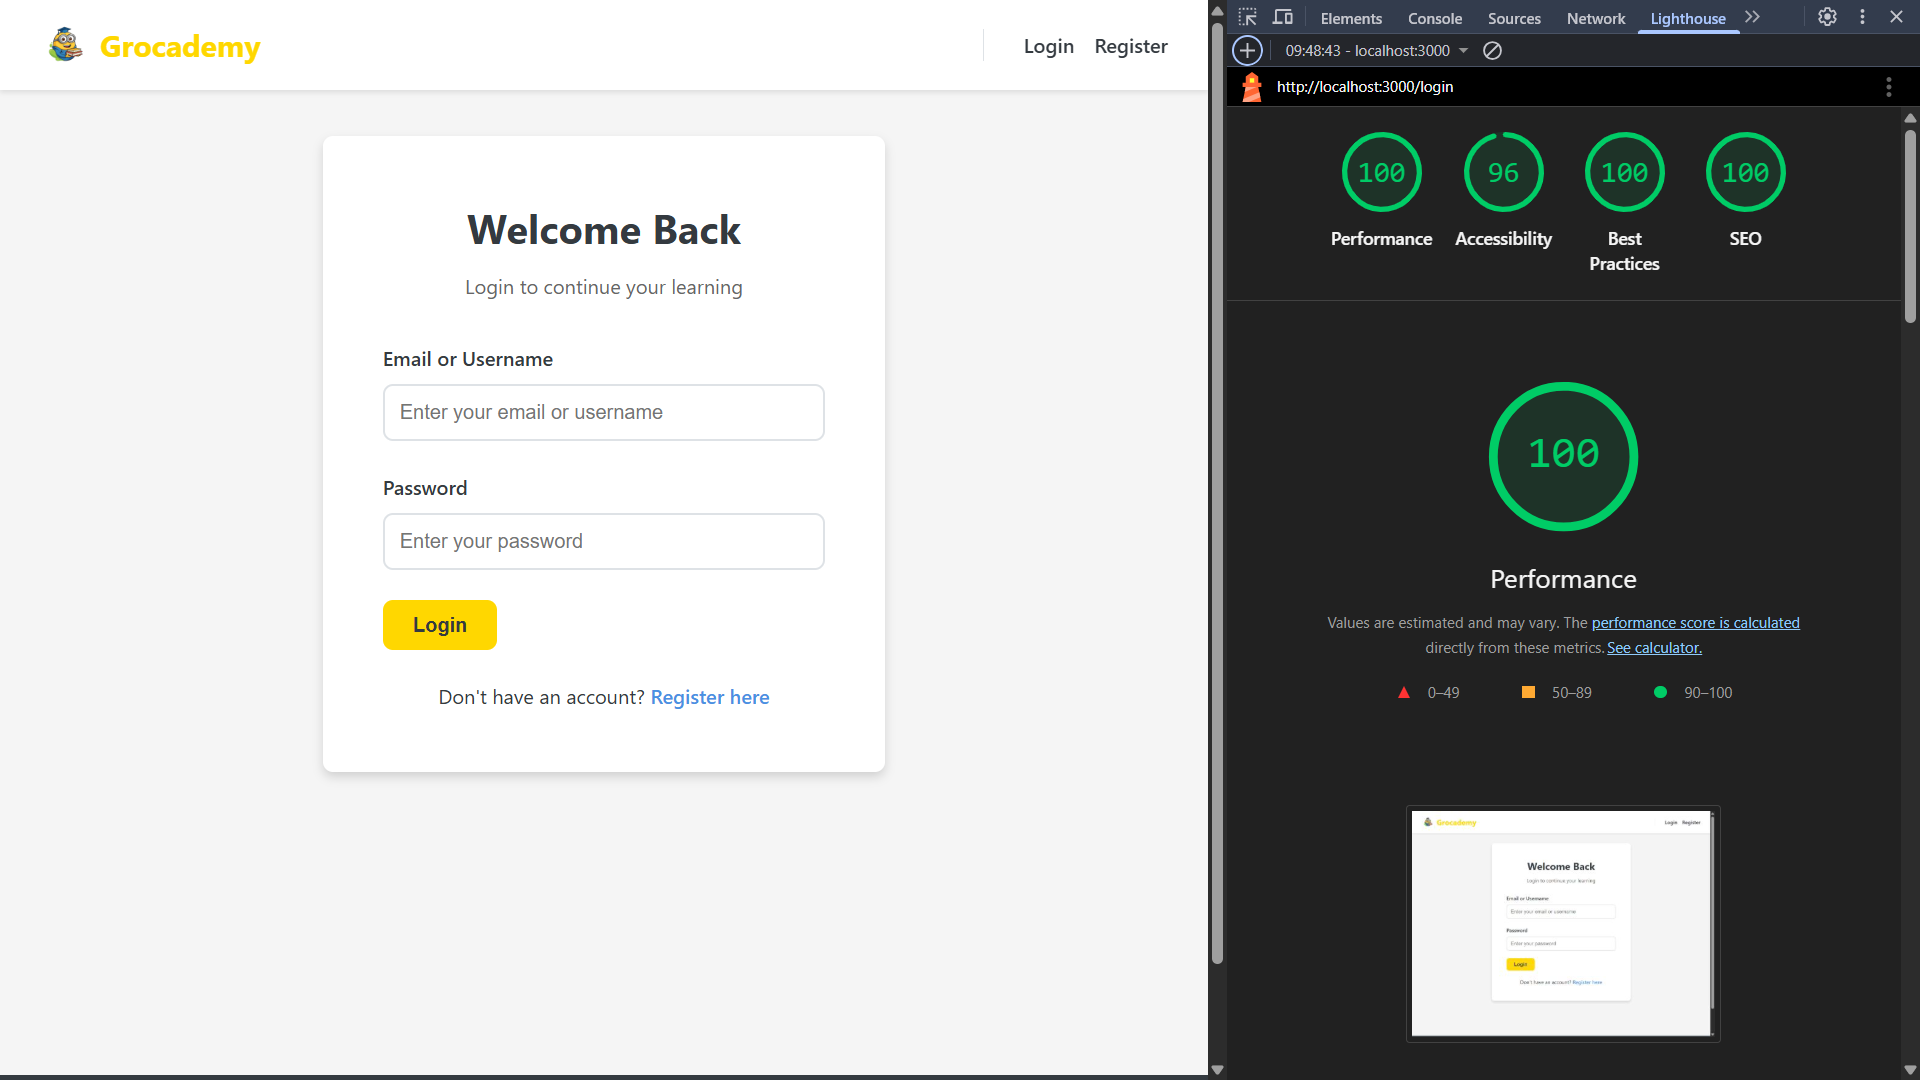 Grocademy
Login Register
Welcome Back
Login to continue your learning
Email or Username
Enter your email or username
Password
Enter your password
Login
Don't have an account? Register here
Elements Console Sources Network Lighthouse
09:48:43 - localhost:3000
http://localhost:3000/login
100 96 100 100
Performance Accessibility Best Practices SEO
100
Performance
Values are estimated and may vary. The performance score is calculated
directly from these metrics. See calculator.
0–49 50–89 90–100
Grocademy
Login Register
Welcome Back
Login to continue your learning
Email or Username
Enter your email or username
Password
Enter your password
Login
Don't have an account? Register here